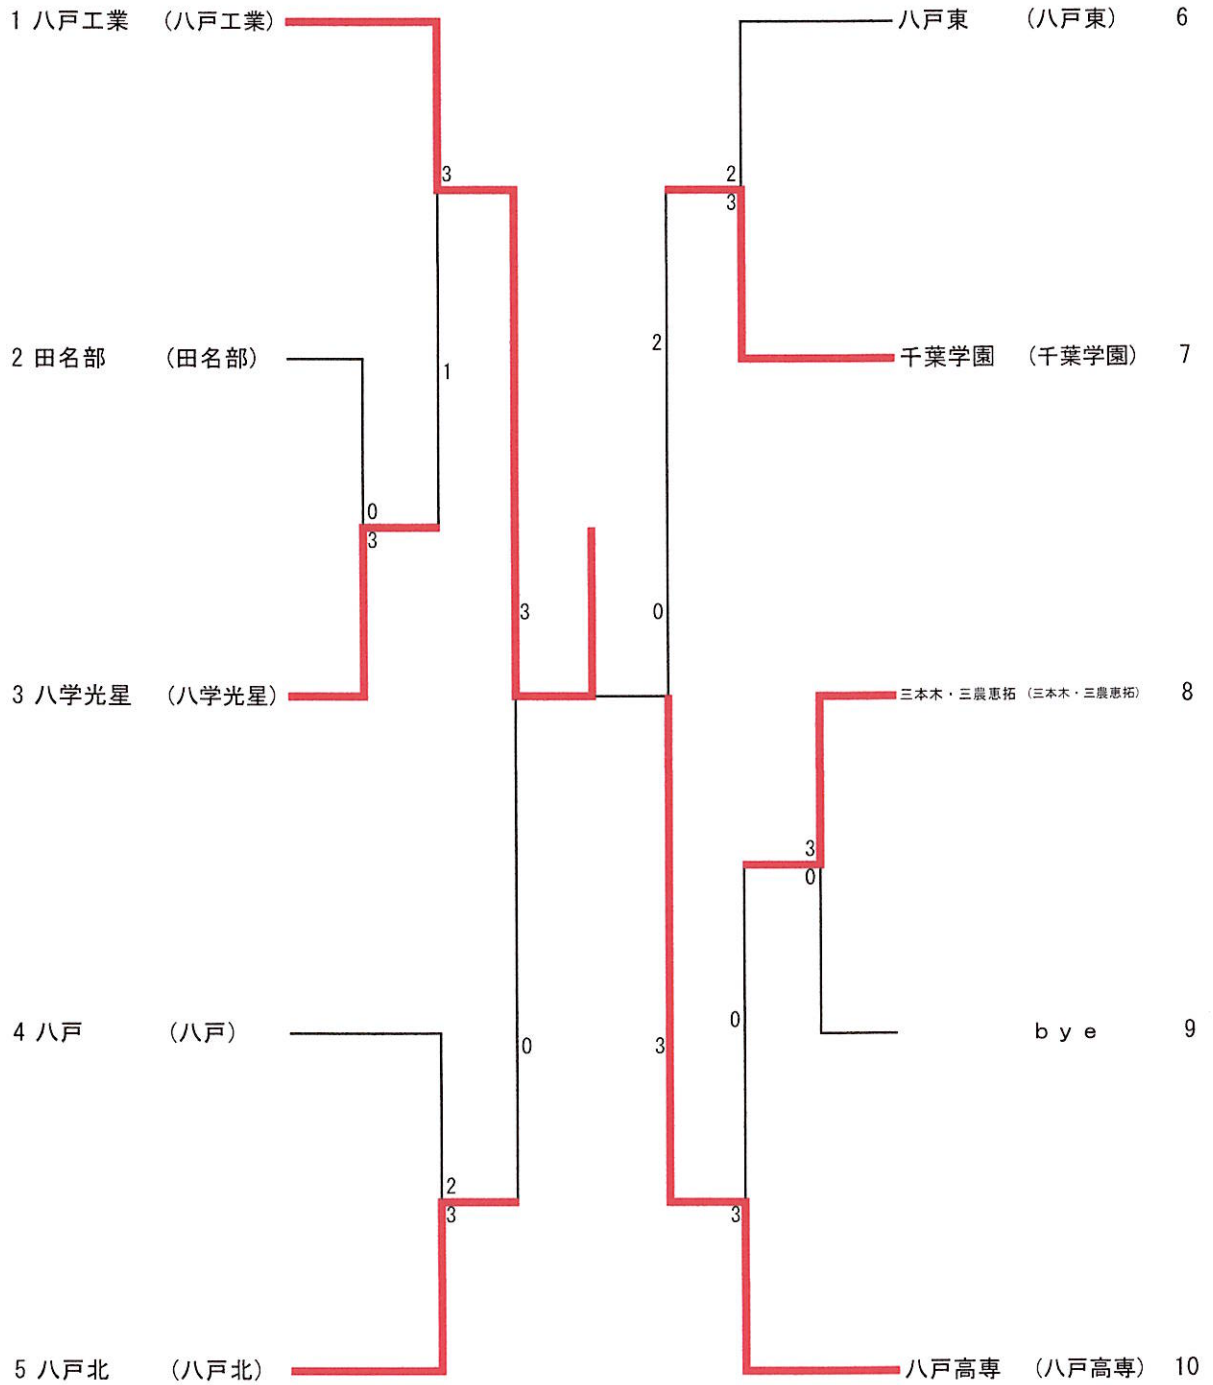 1 八戸工業 (八戸工業)
八戸東 (八戸東) 6
3
2
3
2
2 田名部 (田名部)
千葉学園 (千葉学園) 7
1
0
3
3
0
3 八学光星 (八学光星)
三本木・三農恵拓 (三本木・三農恵拓) 8
3
0
4 八戸 (八戸)
bye 9
0
3
0
2
3
3
5 八戸北 (八戸北)
八戸高専 (八戸高専) 10